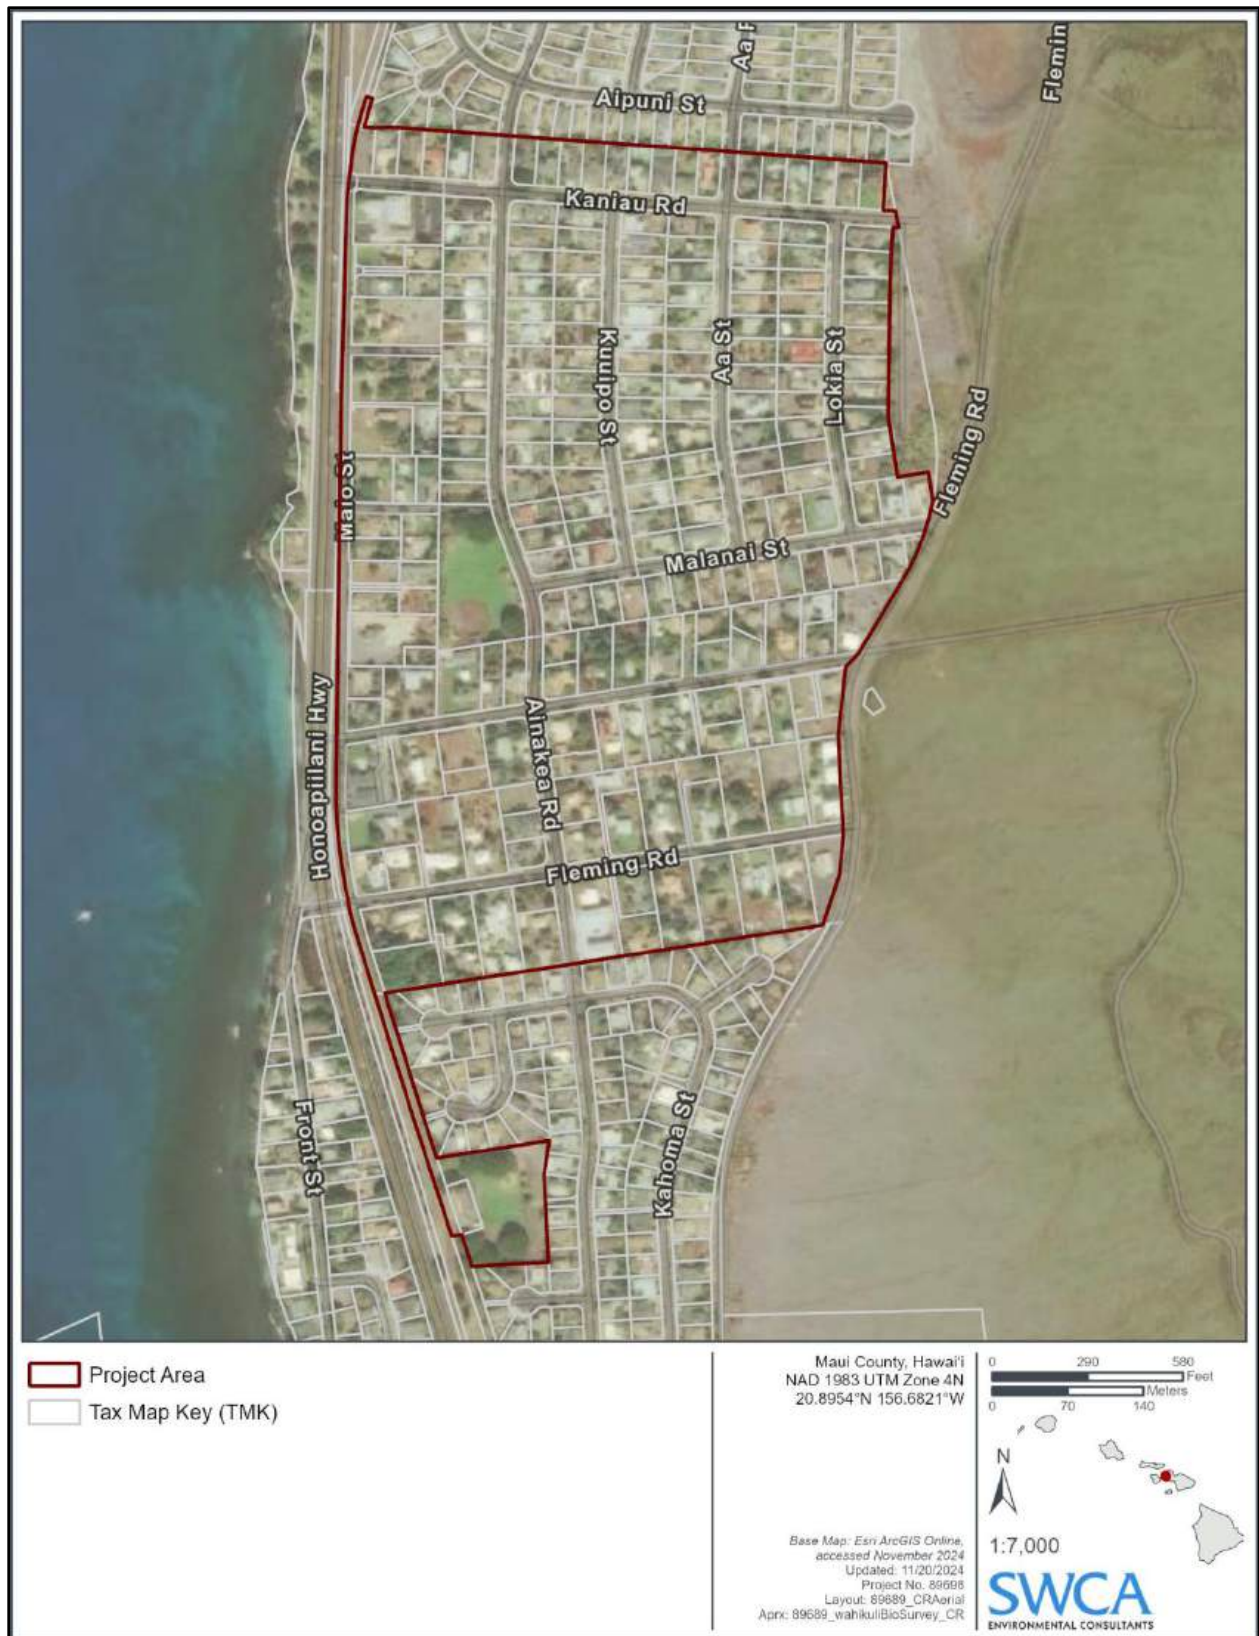 Flemin
Aa F
Aipuni St
Kaniau Rd
Kuuipo St
Aa St
Lokia St
Fleming Rd
Malo St
Malanai St
Honoapiilani Hwy
Ainakea Rd
Fleming Rd
Front St
Kahoma St
Project Area
Tax Map Key (TMK)
Maui County, Hawai'i
NAD 1983 UTM Zone 4N
20.8954°N 156.6821°W
Base Map: Esri ArcGIS Online,
accessed November 2024
Updated: 11/20/2024
Project No. 89698
Layout: 89689_CRAerial
Aprx: 89689_wahikuliBioSurvey_CR
0 290 580
Feet
Meters
0 70 140
N
1:7,000
SWCA
ENVIRONMENTAL CONSULTANTS